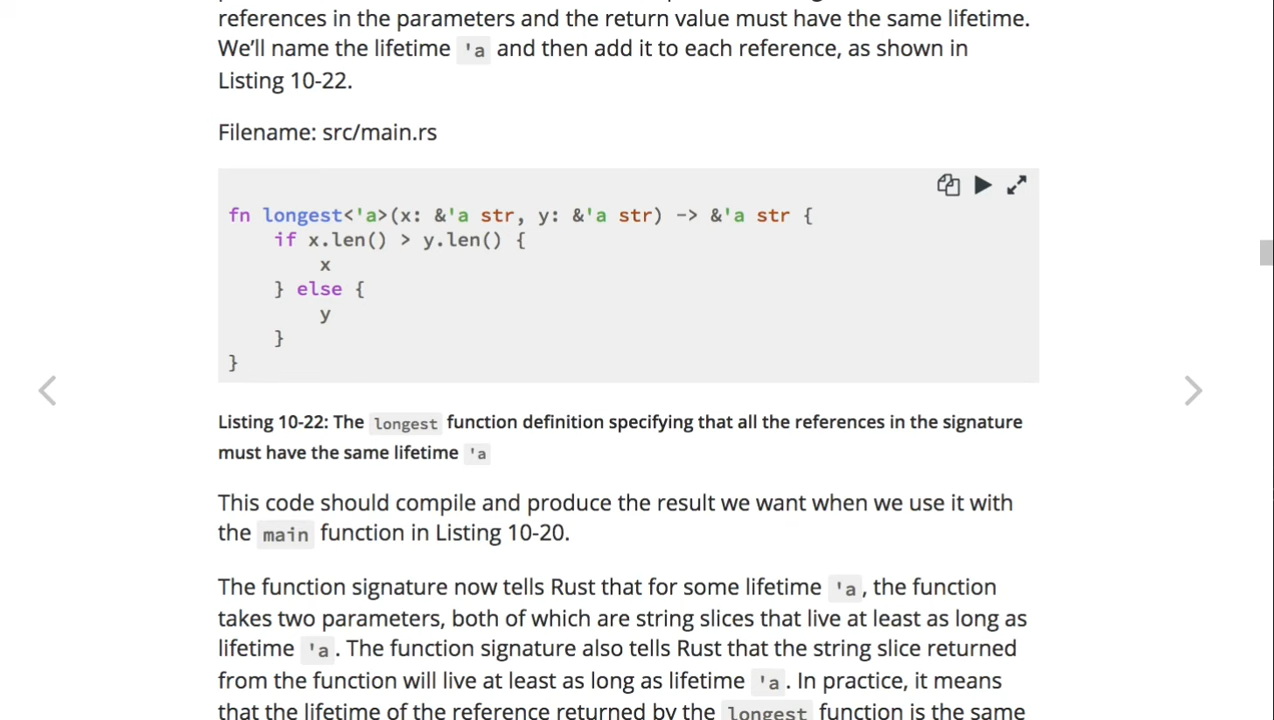 references in the parameters and the return value must have the same lifetime.
We’ll name the lifetime 'a and then add it to each reference, as shown in
Listing 10-22.
Filename: src/main.rs
fn longest<'a>(x: &'a str, y: &'a str) -> &'a str {
    if x.len() > y.len() {
        x
    } else {
        y
    }
}
Listing 10-22: The longest function definition specifying that all the references in the signature
must have the same lifetime 'a
This code should compile and produce the result we want when we use it with
the main function in Listing 10-20.
The function signature now tells Rust that for some lifetime 'a, the function
takes two parameters, both of which are string slices that live at least as long as
lifetime 'a. The function signature also tells Rust that the string slice returned
from the function will live at least as long as lifetime 'a. In practice, it means
that the lifetime of the reference returned by the longest function is the same